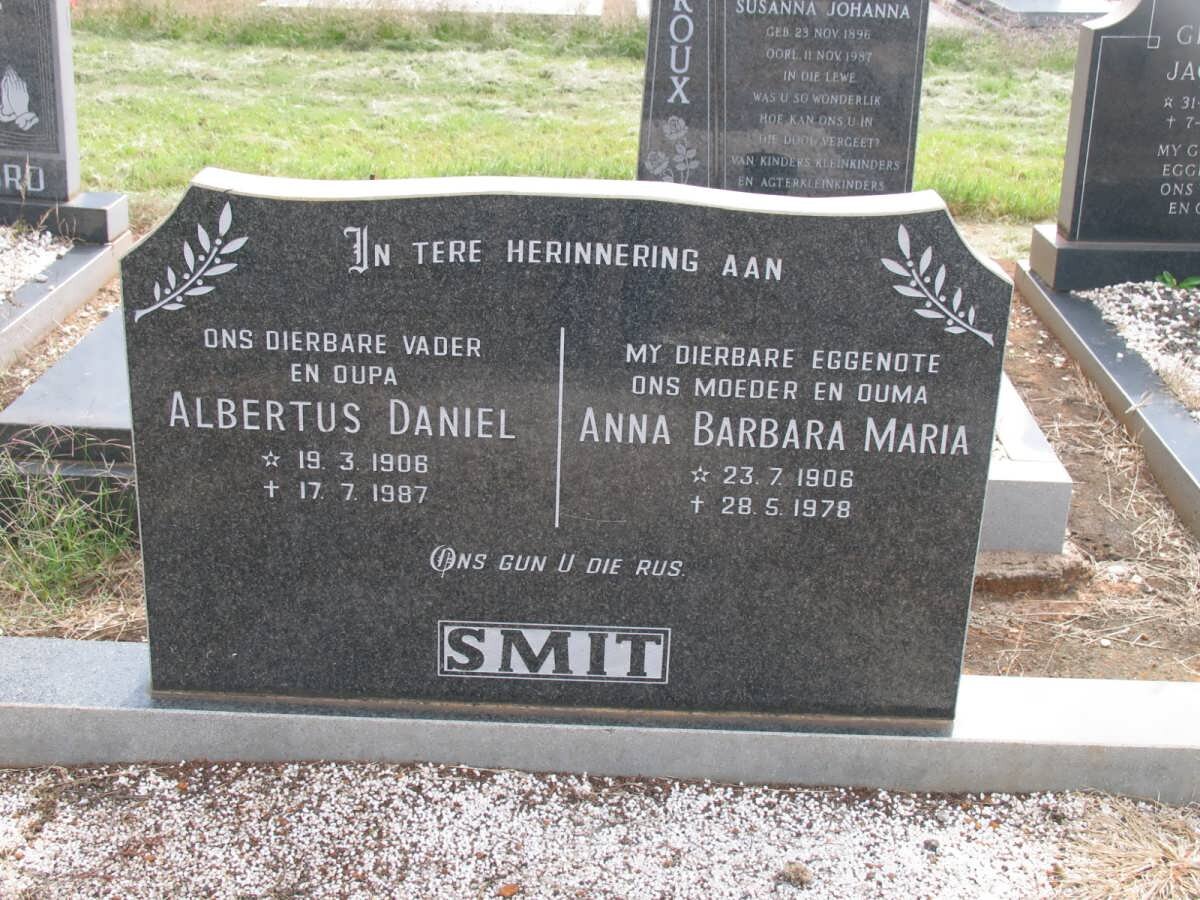 ROUX
SUSANNA JOHANNA
GEB. 23 NOV. 1896
OORL. 11 NOV. 1987
IN DIE LEWE
WAS U SO WONDERLIK
HOE KAN ONS U IN
DIE DOOD VERGEET?
VAN KINDERS KLEINKINDERS
EN AGTERKLEINKINDERS
MY
ONS
IN TERE HERINNERING AAN
ONS DIERBARE VADER
EN OUPA
ALBERTUS DANIEL
☆ 19. 3. 1906
† 17. 7. 1987
MY DIERBARE EGGENOTE
ONS MOEDER EN OUMA
ANNA BARBARA MARIA
☆ 23. 7. 1906
† 28. 5. 1978
ONS GUN U DIE RUS.
SMIT